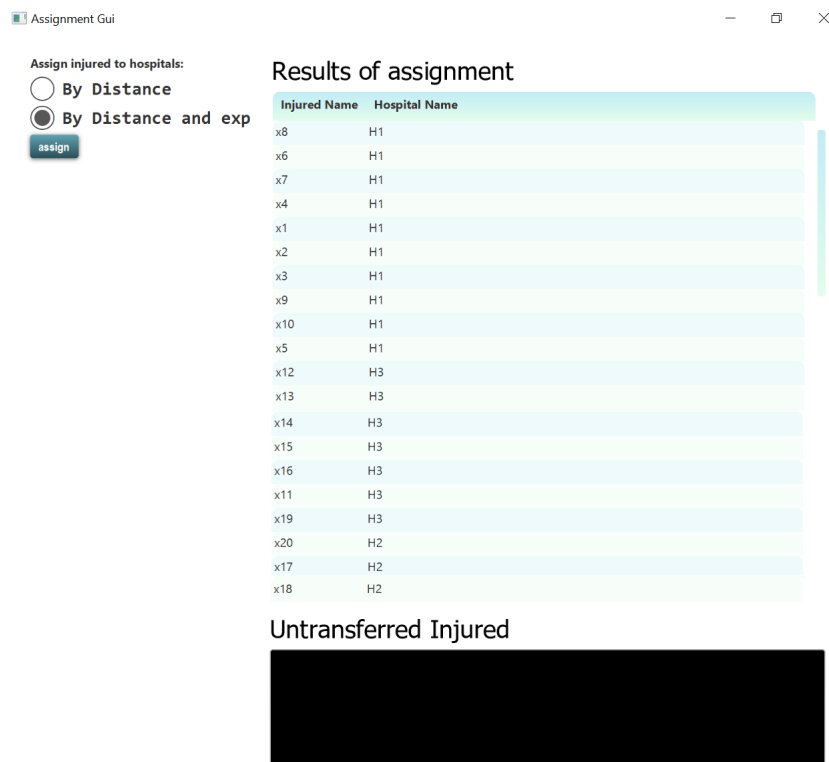 Assignment Gui
Assign injured to hospitals:
By Distance
By Distance and exp
assign
Results of assignment
Injured Name Hospital Name
x8 H1
x6 H1
x7 H1
x4 H1
x1 H1
x2 H1
x3 H1
x9 H1
x10 H1
x5 H1
x12 H3
x13 H3
x14 H3
x15 H3
x16 H3
x11 H3
x19 H3
x20 H2
x17 H2
x18 H2
Untransferred Injured